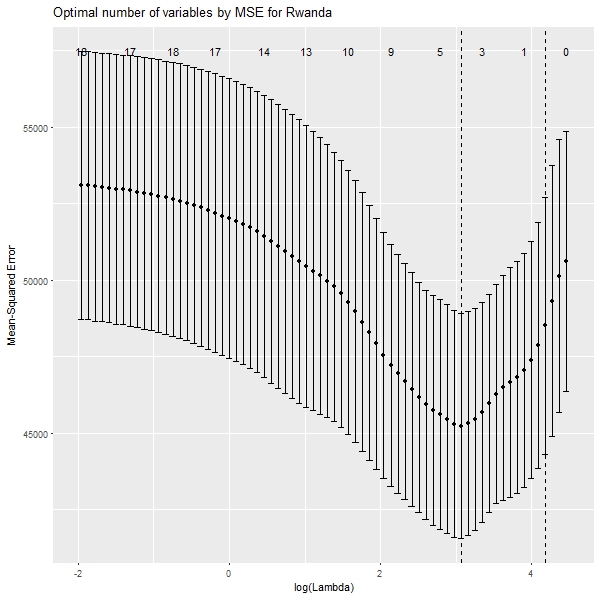 Optimal number of variables by MSE for Rwanda
18 17 18 17 14 13 10 9 5 3 1 0
55000
50000
45000
Mean-Squared Error
-2 0 2 4
log(Lambda)